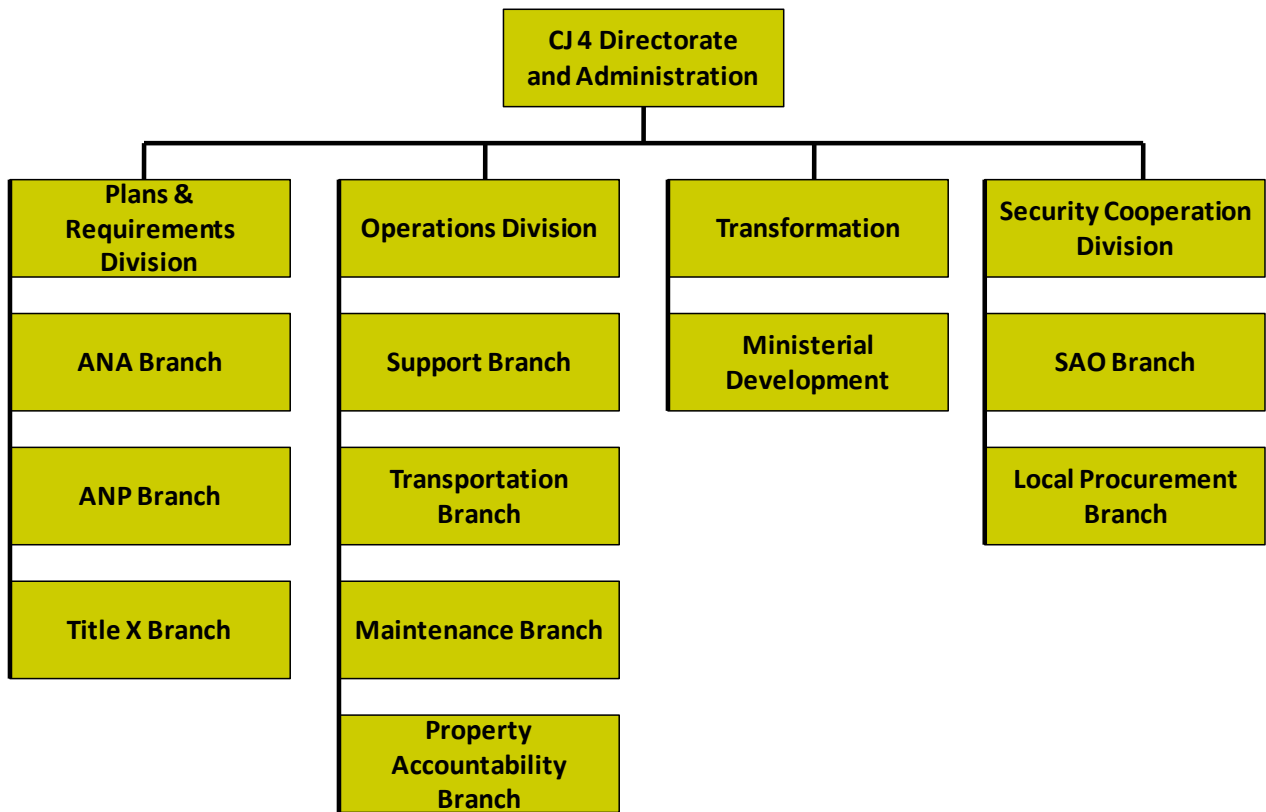 CJ 4 Directorate
and Administration
Plans &
Requirements
Division
Operations Division
Transformation
Security Cooperation
Division
ANA Branch
Support Branch
Ministerial
Development
SAO Branch
ANP Branch
Transportation
Branch
Local Procurement
Branch
Title X Branch
Maintenance Branch
Property
Accountability
Branch